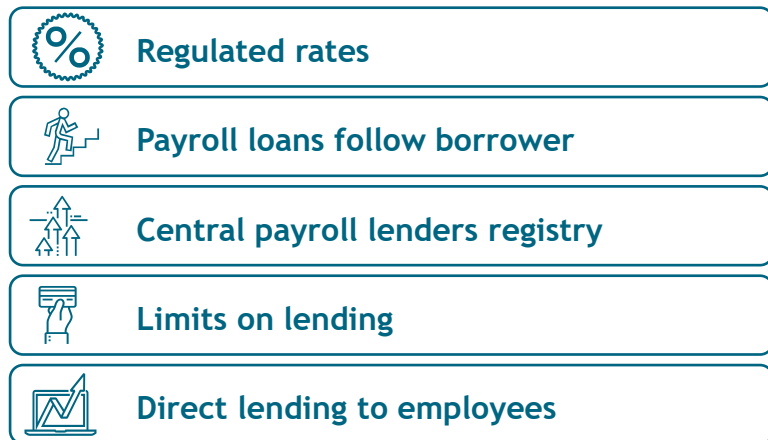 Regulated rates
Payroll loans follow borrower
Central payroll lenders registry
Limits on lending
Direct lending to employees